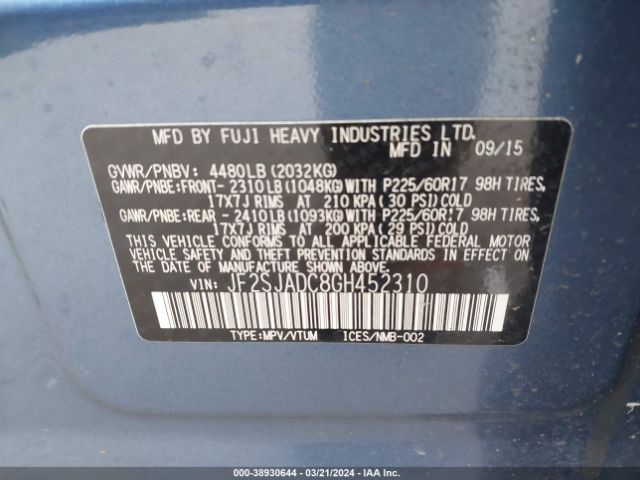 MFD BY FUJI HEAVY INDUSTRIES LTD.
MFD IN 09/15
GVWR/PNBV: 4480LB(2032KG)
GAWR/PNBE:FRONT- 2310LB(1048KG)WITH P225/60R17 98H TIRES,
17X7J RIMS AT 210 KPA( 30 PSI)COLD
GAWR/PNBE:REAR - 2410LB(1093KG)WITH P225/60R17 98H TIRES,
17X7J RIMS AT 200 KPA( 29 PSI)COLD
THIS VEHICLE CONFORMS TO ALL APPLICABLE FEDERAL MOTOR
VEHICLE SAFETY AND THEFT PREVENTION STANDARDS IN EFFECT ON
THE DATE OF MANUFACTURE SHOWN ABOVE.
VIN: JF2SJADC8GH452310
TYPE:MPV/VTUM ICES/NMB-002
000-38930644 / 03/21/2024 - IAA Inc.